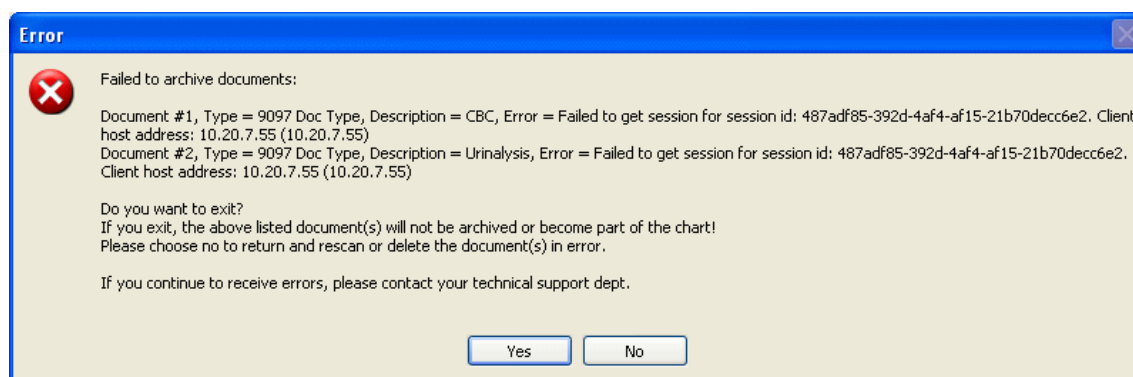 Error
Failed to archive documents:
Document #1, Type = 9097 Doc Type, Description = CBC, Error = Failed to get session for session id: 487adf85-392d-4af4-af15-21b70decc6e2. Client
host address: 10.20.7.55 (10.20.7.55)
Document #2, Type = 9097 Doc Type, Description = Urinalysis, Error = Failed to get session for session id: 487adf85-392d-4af4-af15-21b70decc6e2.
Client host address: 10.20.7.55 (10.20.7.55)
Do you want to exit?
If you exit, the above listed document(s) will not be archived or become part of the chart!
Please choose no to return and rescan or delete the document(s) in error.
If you continue to receive errors, please contact your technical support dept.
Yes No